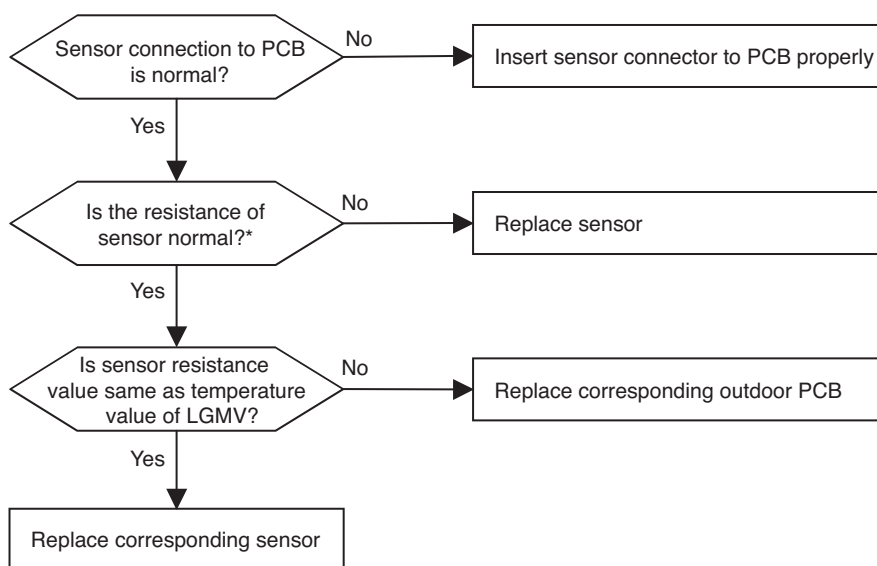 Sensor connection to PCB
is normal?
No
Insert sensor connector to PCB properly
Yes
Is the resistance of
sensor normal?*
No
Replace sensor
Yes
Is sensor resistance
value same as temperature
value of LGMV?
No
Replace corresponding outdoor PCB
Yes
Replace corresponding sensor